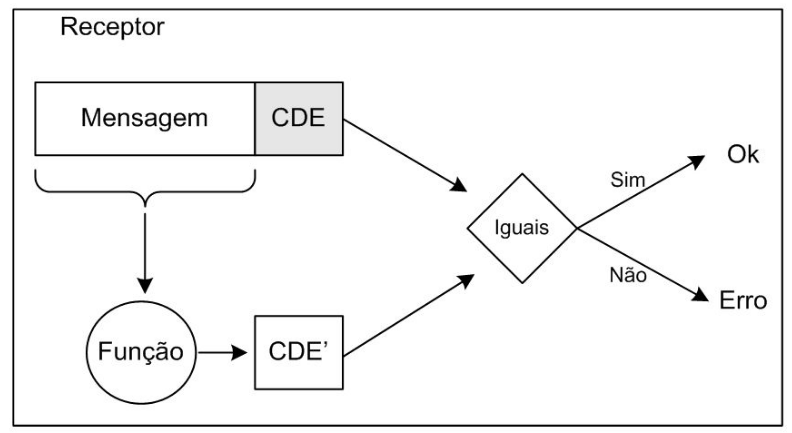 Receptor
Mensagem
CDE
Iguais
Sim
Ok
Não
Erro
Função
CDE’